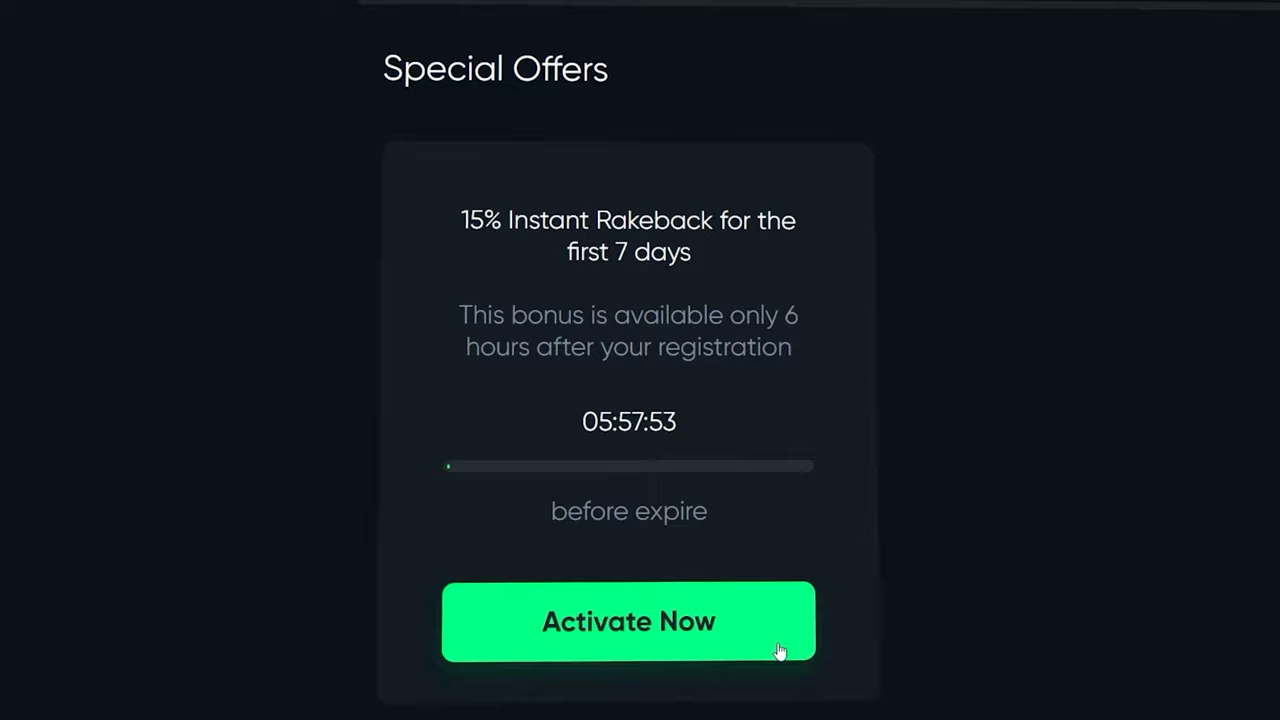 Special Offers
15% Instant Rakeback for the
first 7 days
This bonus is available only 6
hours after your registration
05:57:53
before expire
Activate Now